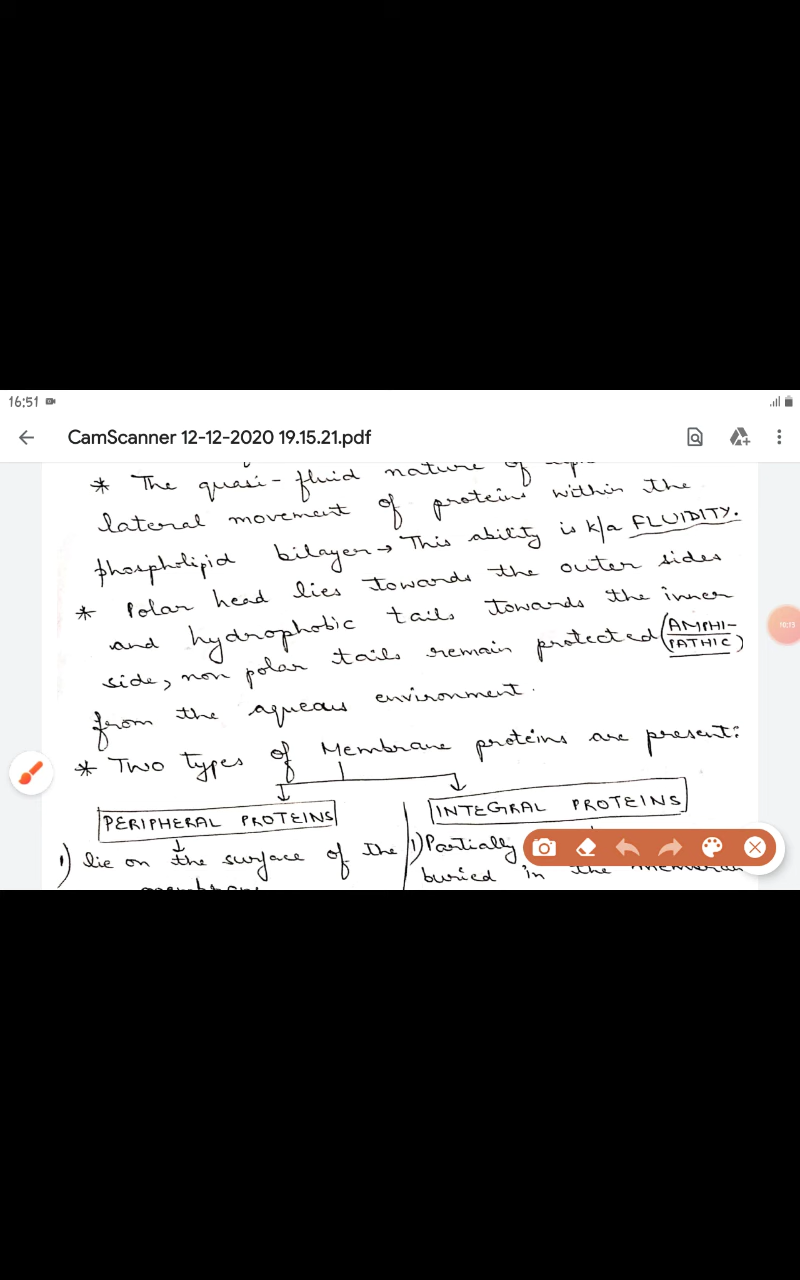 16:51
CamScanner 12-12-2020 19.15.21.pdf
* The quasi-fluid nature of
lateral movement of proteins within the
phospholipid bilayer → This ability is k/a FLUIDITY.
* Polar head lies towards the outer sides
and hydrophobic tails towards the inner
side, non polar tails remain protected (AMPHI-
PATHIC)
from the aqueous environment.
* Two types of Membrane proteins are present:
PERIPHERAL PROTEINS
INTEGRAL PROTEINS
1) lie on the surface of the
1) Partially
buried in the
10:15